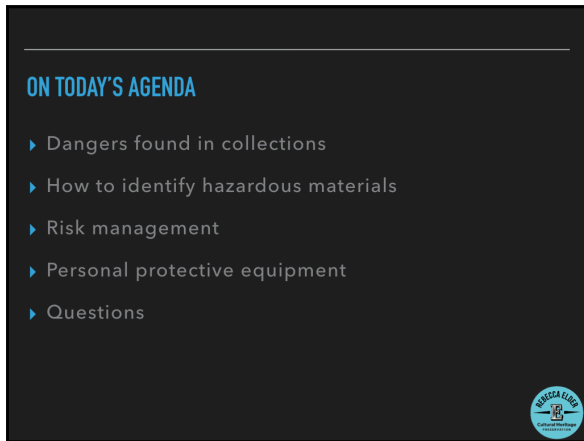 ON TODAY'S AGENDA
Dangers found in collections
How to identify hazardous materials
Risk management
Personal protective equipment
Questions
REBECCA ELDER
E
Cultural Heritage
PRESERVATION